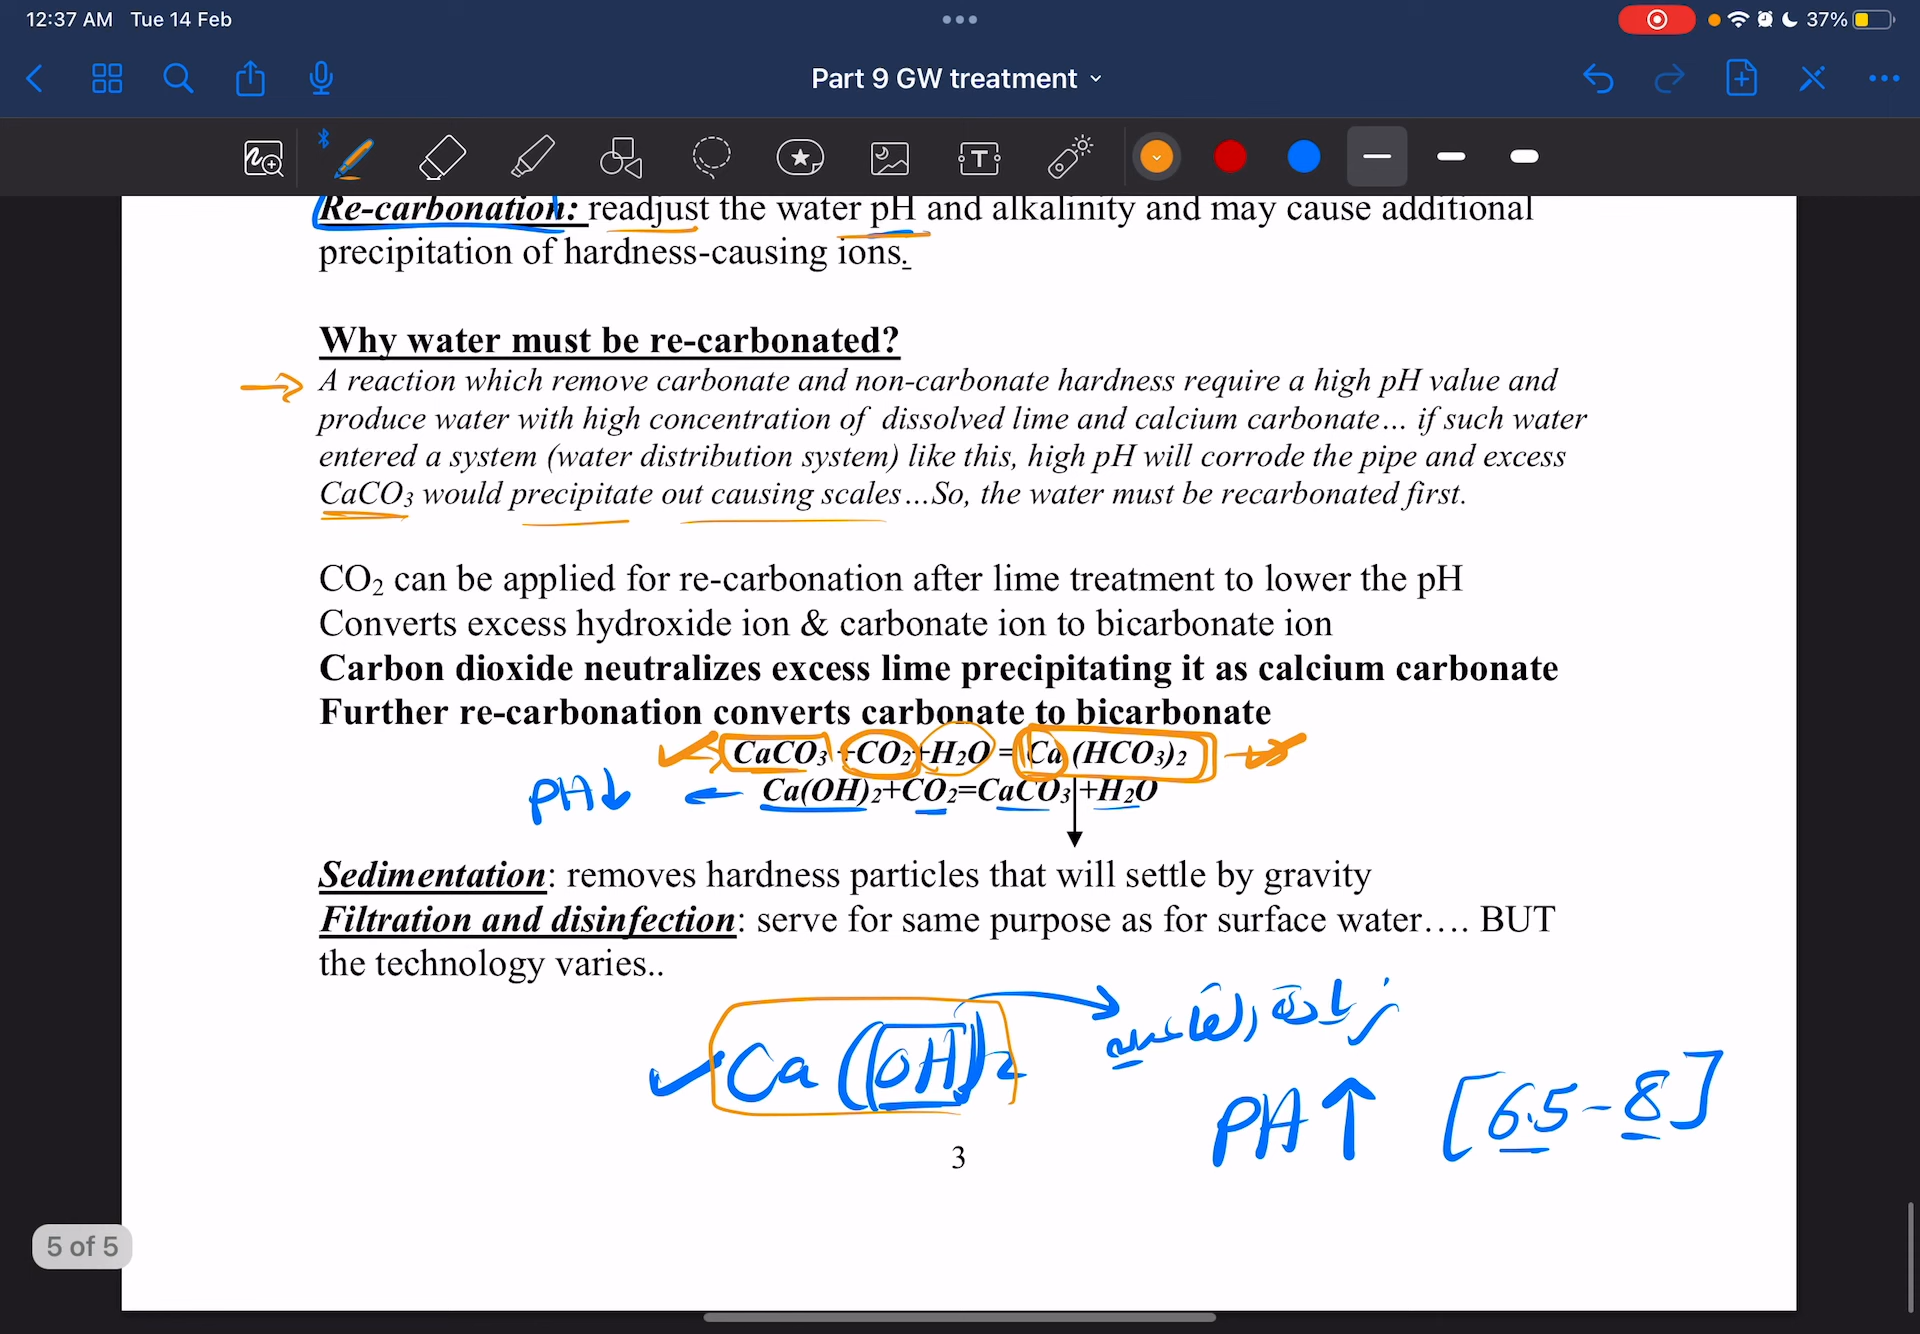 12:37 AM Tue 14 Feb
37%
Part 9 GW treatment
Re-carbonation: readjust the water pH and alkalinity and may cause additional
precipitation of hardness-causing ions.
Why water must be re-carbonated?
A reaction which remove carbonate and non-carbonate hardness require a high pH value and
produce water with high concentration of dissolved lime and calcium carbonate... if such water
entered a system (water distribution system) like this, high pH will corrode the pipe and excess
CaCO3 would precipitate out causing scales...So, the water must be recarbonated first.
CO2 can be applied for re-carbonation after lime treatment to lower the pH
Converts excess hydroxide ion & carbonate ion to bicarbonate ion
Carbon dioxide neutralizes excess lime precipitating it as calcium carbonate
Further re-carbonation converts carbonate to bicarbonate
CaCO3 +CO2+H2O = Ca (HCO3)2
PH↓ ← Ca(OH)2+CO2=CaCO3 +H2O
Sedimentation: removes hardness particles that will settle by gravity
Filtration and disinfection: serve for same purpose as for surface water.... BUT
the technology varies..
زيادة القاعدية
Ca (OH)2
PH↑ [6.5-8]
3
5 of 5